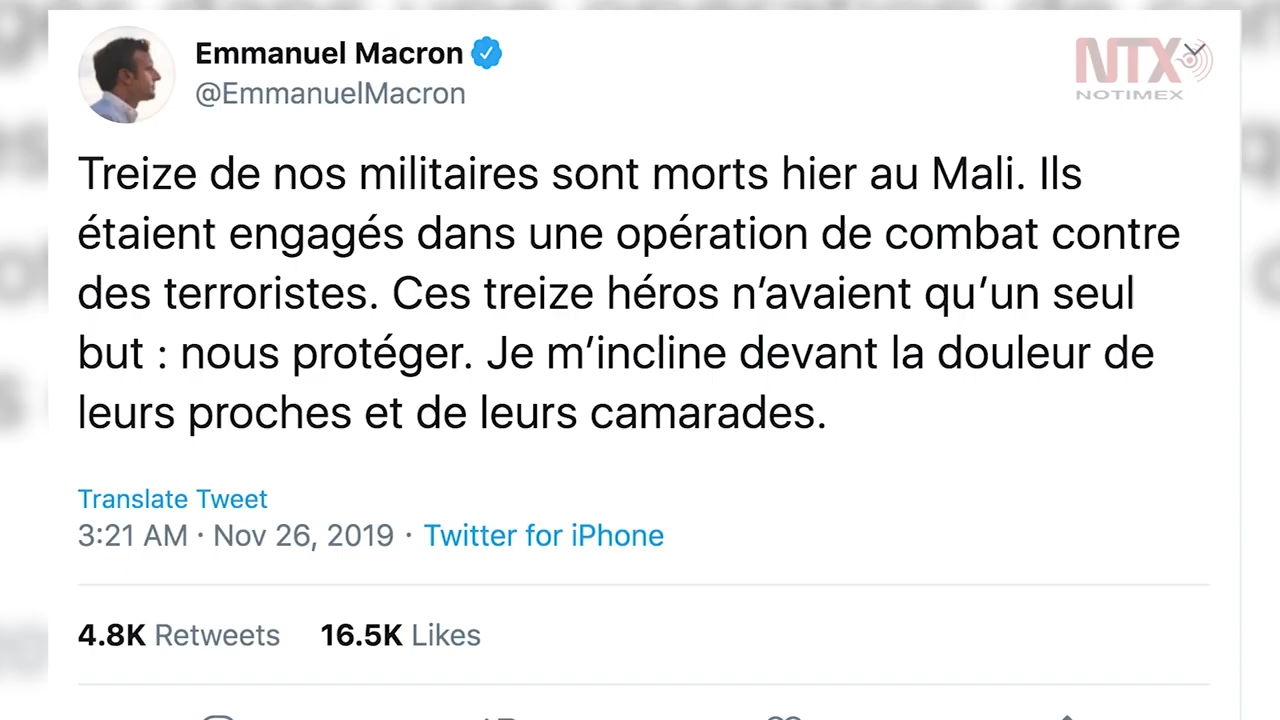 Emmanuel Macron
@EmmanuelMacron
NTX
NOTIMEX
Treize de nos militaires sont morts hier au Mali. Ils
étaient engagés dans une opération de combat contre
des terroristes. Ces treize héros n’avaient qu’un seul
but : nous protéger. Je m’incline devant la douleur de
leurs proches et de leurs camarades.
Translate Tweet
3:21 AM · Nov 26, 2019 · Twitter for iPhone
4.8K Retweets 16.5K Likes